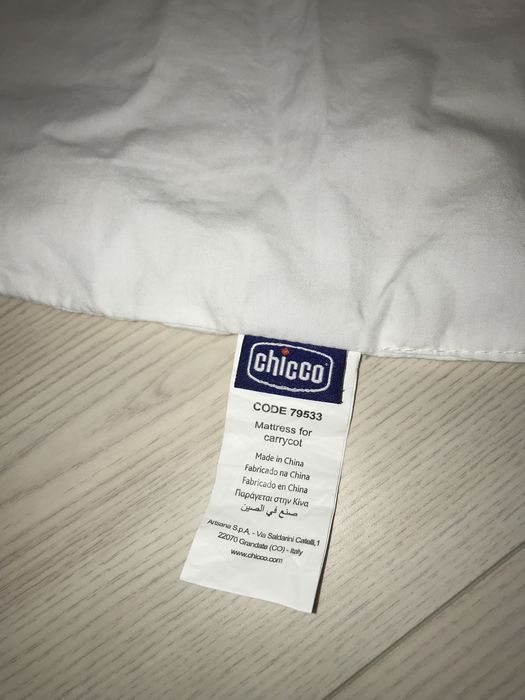 chicco
CODE 79533
Mattress for
carrycot
Made in China
Fabricado na China
Fabricado en China
Παράγεται στην Κίνα
صنع في الصين
Artsana S.p.A. - Via Saldarini Catelli,1
22070 Grandate (CO) - Italy
www.chicco.com